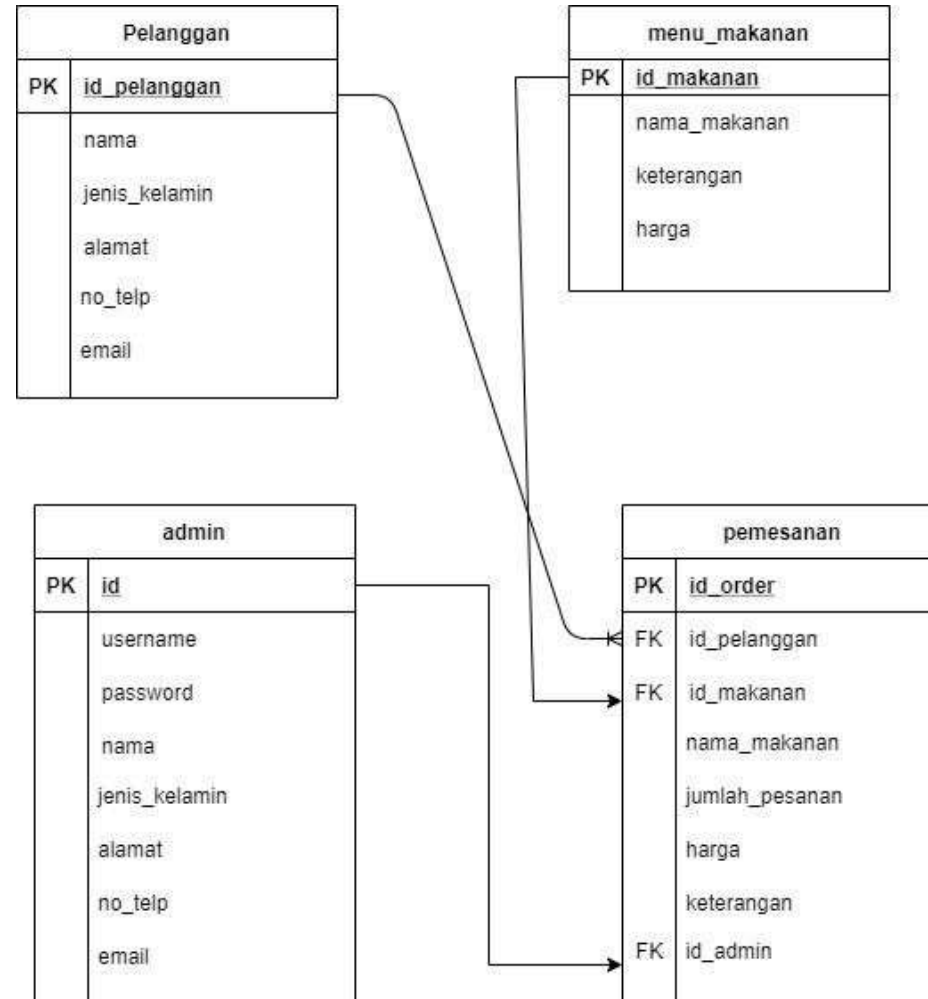 Pelanggan
PK id_pelanggan
nama
jenis_kelamin
alamat
no_telp
email
menu_makanan
PK id_makanan
nama_makanan
keterangan
harga
admin
PK id
username
password
nama
jenis_kelamin
alamat
no_telp
email
pemesanan
PK id_order
FK id_pelanggan
FK id_makanan
nama_makanan
jumlah_pesanan
harga
keterangan
FK id_admin